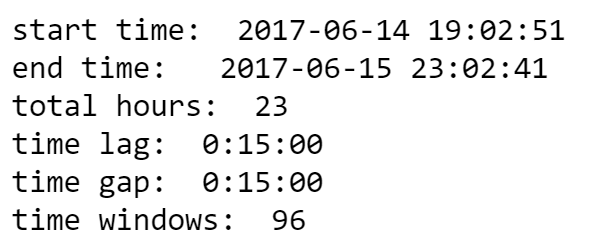 start time:  2017-06-14 19:02:51
end time:   2017-06-15 23:02:41
total hours:  23
time lag:  0:15:00
time gap:  0:15:00
time windows:  96